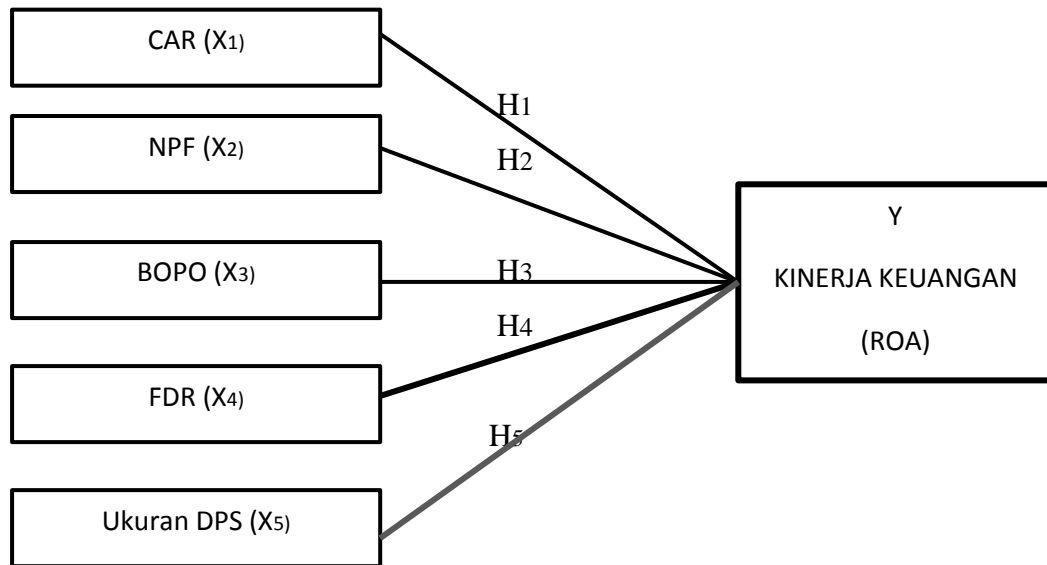 CAR (X1)
H1
NPF (X2)
H2
Y
BOPO (X3)
H3
KINERJA KEUANGAN
H4
(ROA)
FDR (X4)
H5
Ukuran DPS (X5)